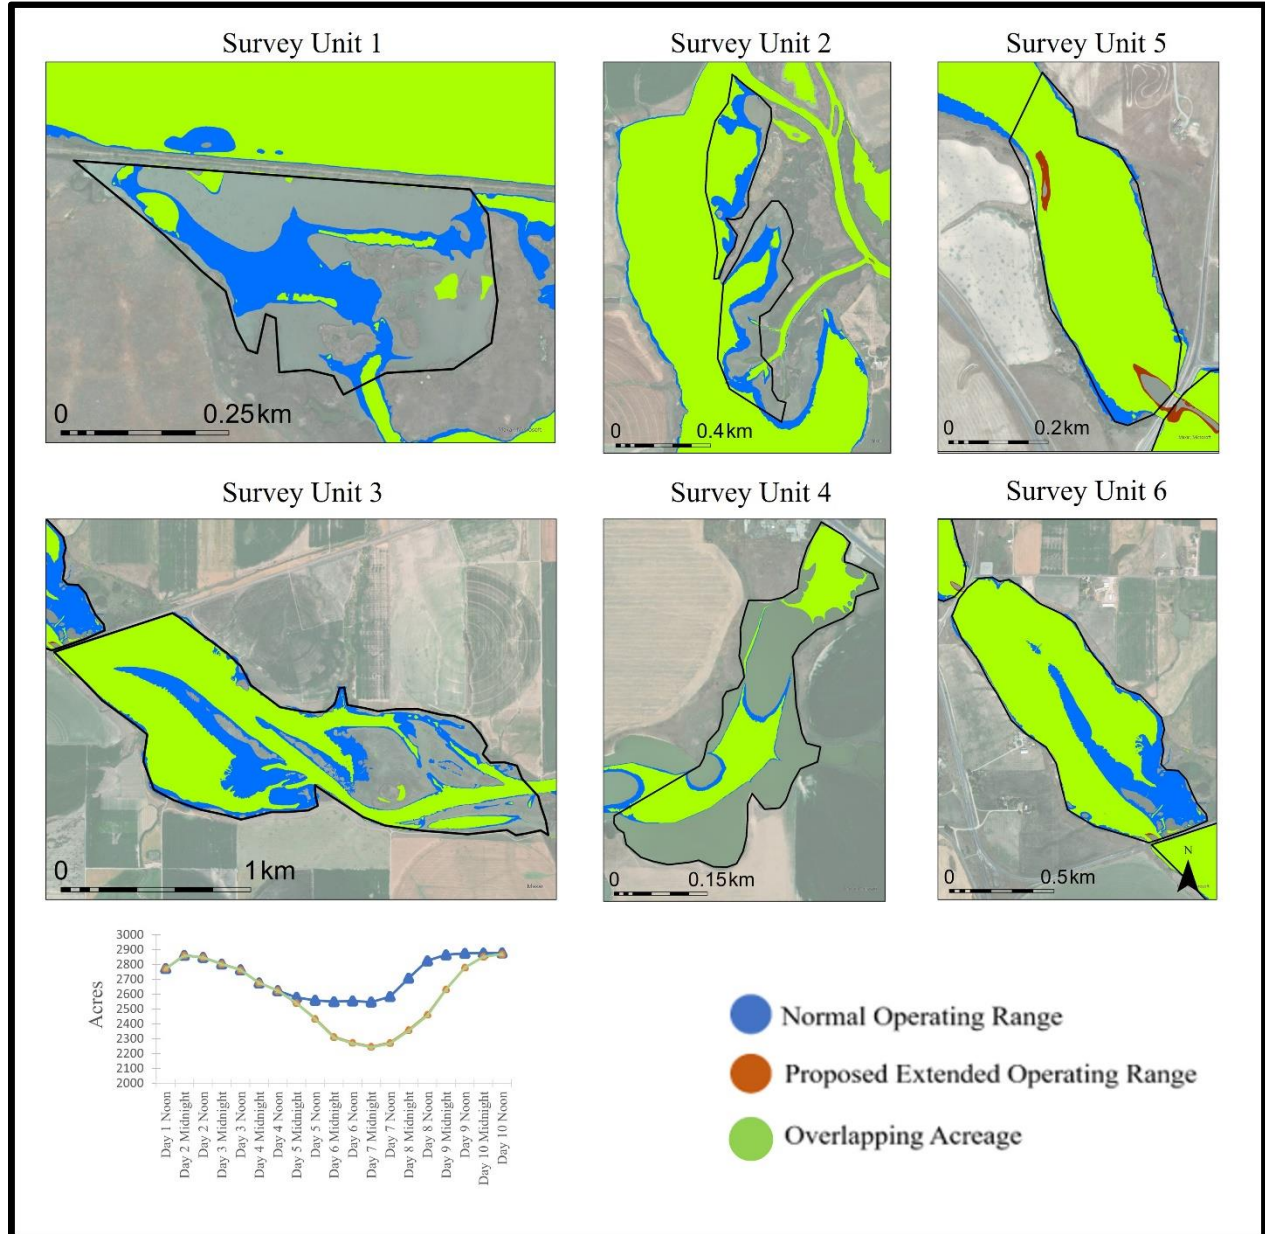 Survey Unit 1
Survey Unit 2
Survey Unit 5
0 0.25km
0 0.4km
0 0.2km
Survey Unit 3
Survey Unit 4
Survey Unit 6
0 1km
0 0.15km
0 0.5km
N
3000
2900
2800
2700
2600
2500
2400
2300
2200
2100
2000
Acres
Day 1 Noon
Day 2 Midnight
Day 2 Noon
Day 3 Midnight
Day 3 Noon
Day 4 Midnight
Day 4 Noon
Day 5 Midnight
Day 5 Noon
Day 6 Midnight
Day 6 Noon
Day 7 Midnight
Day 7 Noon
Day 8 Midnight
Day 8 Noon
Day 9 Midnight
Day 9 Noon
Day 10 Midnight
Day 10 Noon
Normal Operating Range
Proposed Extended Operating Range
Overlapping Acreage